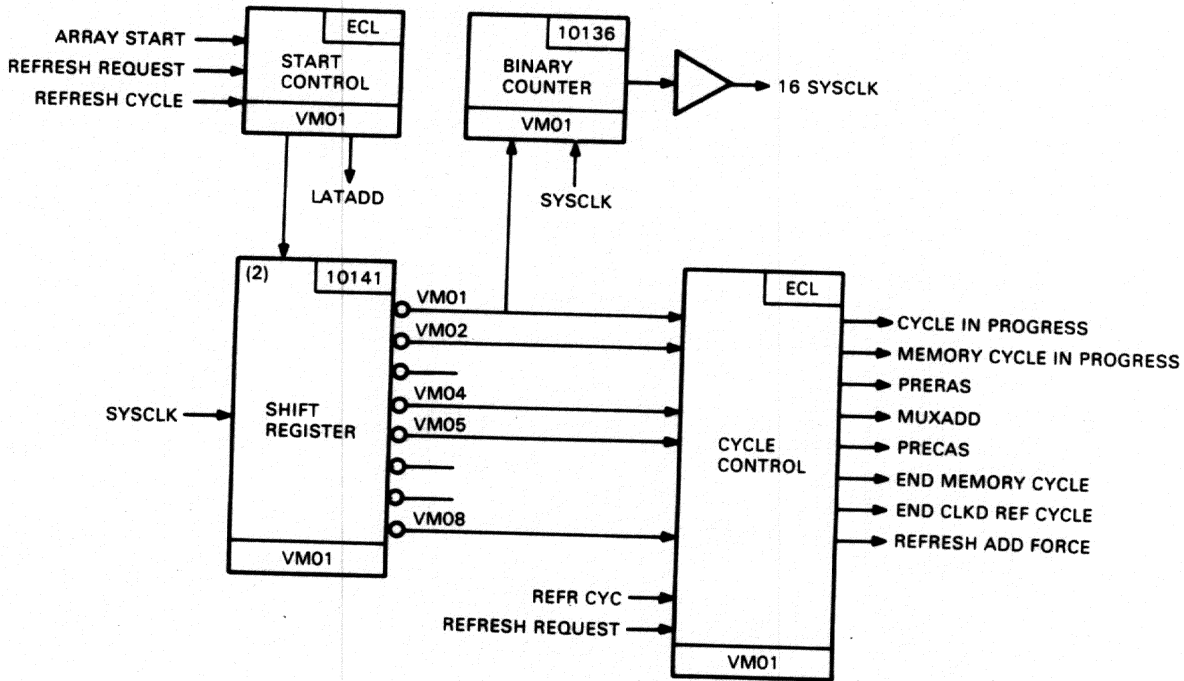 ARRAY START
REFRESH REQUEST
REFRESH CYCLE
ECL
START
CONTROL
VM01
LATADD
10136
BINARY
COUNTER
VM01
SYSCLK
16 SYSCLK
(2)
10141
SHIFT
REGISTER
VM01
SYSCLK
VM01
VM02
VM04
VM05
VM08
REFR CYC
REFRESH REQUEST
ECL
CYCLE
CONTROL
VM01
CYCLE IN PROGRESS
MEMORY CYCLE IN PROGRESS
PRERAS
MUXADD
PRECAS
END MEMORY CYCLE
END CLKD REF CYCLE
REFRESH ADD FORCE